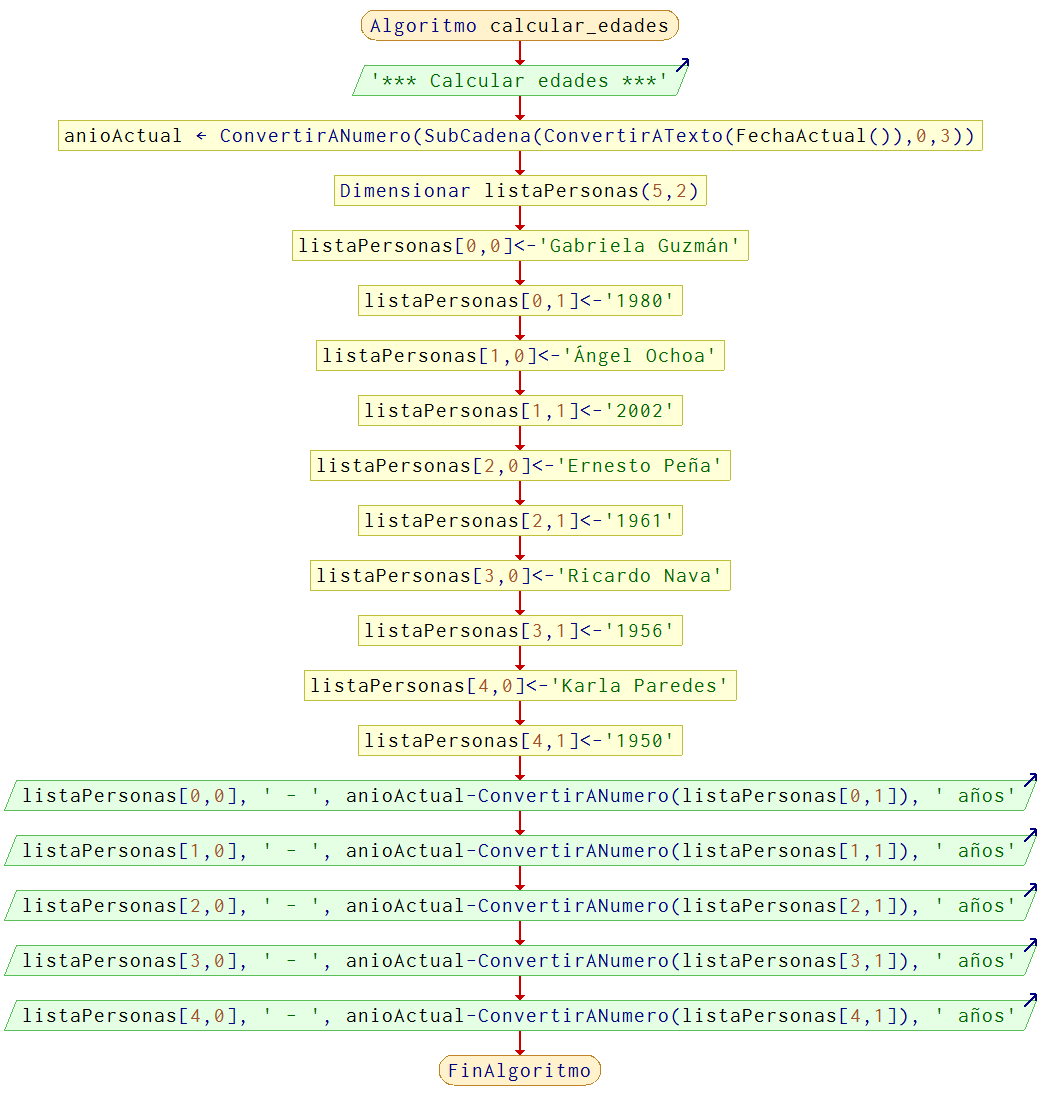 Algoritmo calcular_edades
'*** Calcular edades ***'
anioActual ← ConvertirANumero(SubCadena(ConvertirATexto(FechaActual()),0,3))
Dimensionar listaPersonas(5,2)
listaPersonas[0,0]<-'Gabriela Guzmán'
listaPersonas[0,1]<-'1980'
listaPersonas[1,0]<-'Ángel Ochoa'
listaPersonas[1,1]<-'2002'
listaPersonas[2,0]<-'Ernesto Peña'
listaPersonas[2,1]<-'1961'
listaPersonas[3,0]<-'Ricardo Nava'
listaPersonas[3,1]<-'1956'
listaPersonas[4,0]<-'Karla Paredes'
listaPersonas[4,1]<-'1950'
listaPersonas[0,0], ' - ', anioActual-ConvertirANumero(listaPersonas[0,1]), ' años'
listaPersonas[1,0], ' - ', anioActual-ConvertirANumero(listaPersonas[1,1]), ' años'
listaPersonas[2,0], ' - ', anioActual-ConvertirANumero(listaPersonas[2,1]), ' años'
listaPersonas[3,0], ' - ', anioActual-ConvertirANumero(listaPersonas[3,1]), ' años'
listaPersonas[4,0], ' - ', anioActual-ConvertirANumero(listaPersonas[4,1]), ' años'
FinAlgoritmo